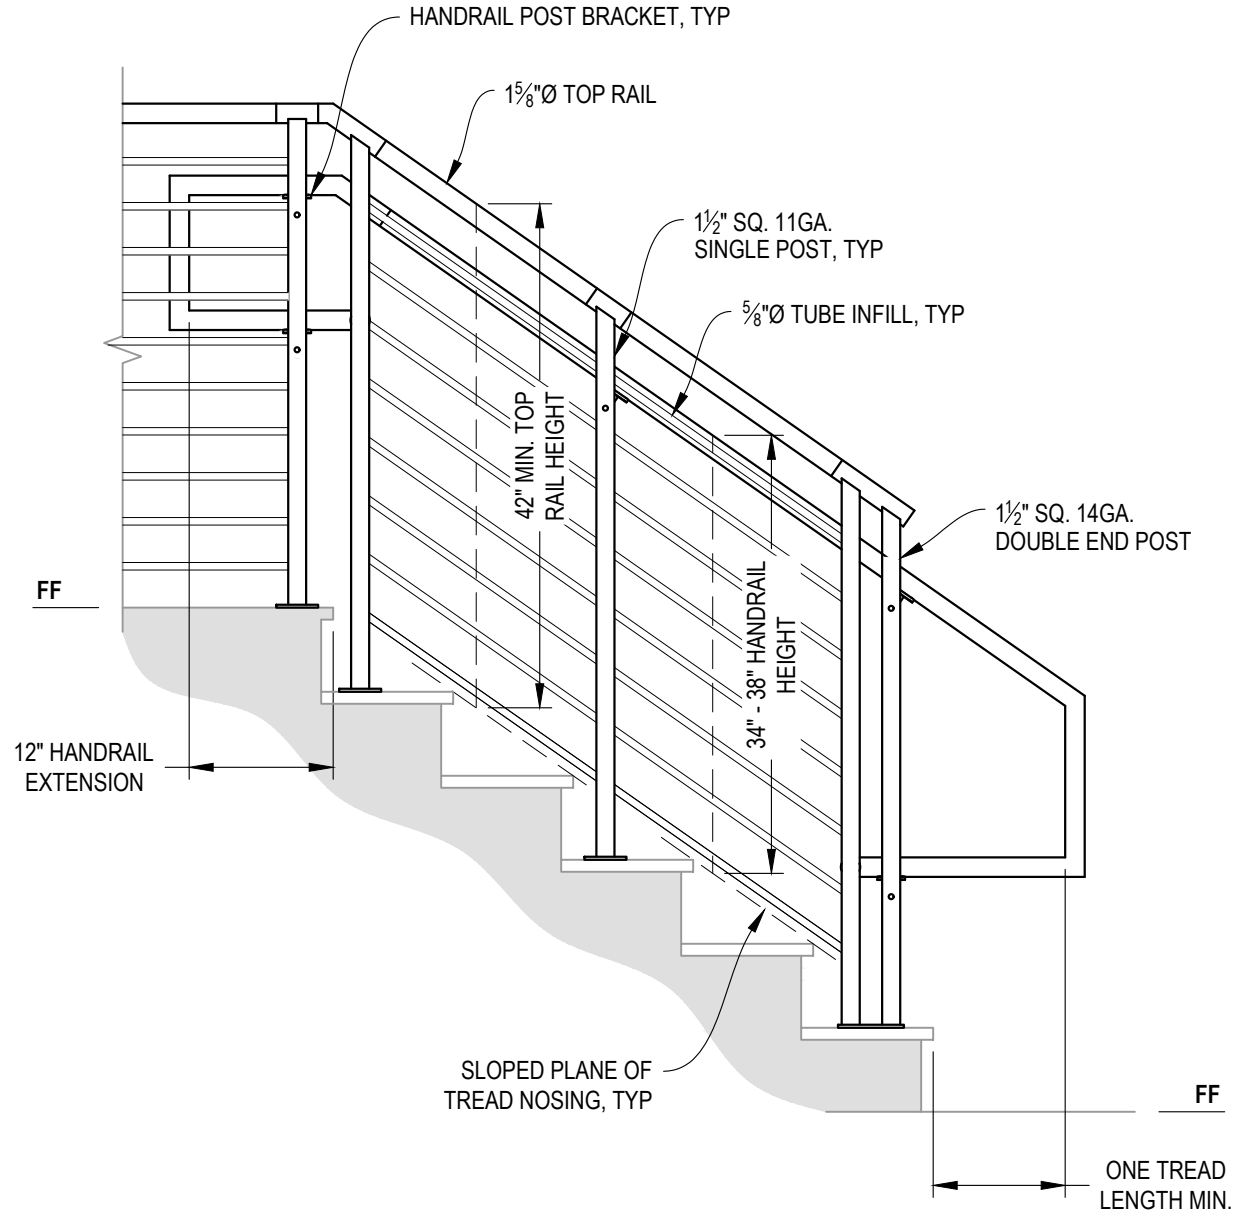 HANDRAIL POST BRACKET, TYP
1⅝"Ø TOP RAIL
1½" SQ. 11GA.
SINGLE POST, TYP
⅝"Ø TUBE INFILL, TYP
42" MIN. TOP
RAIL HEIGHT
1½" SQ. 14GA.
DOUBLE END POST
34" - 38" HANDRAIL
HEIGHT
FF
12" HANDRAIL
EXTENSION
SLOPED PLANE OF
TREAD NOSING, TYP
FF
ONE TREAD
LENGTH MIN.